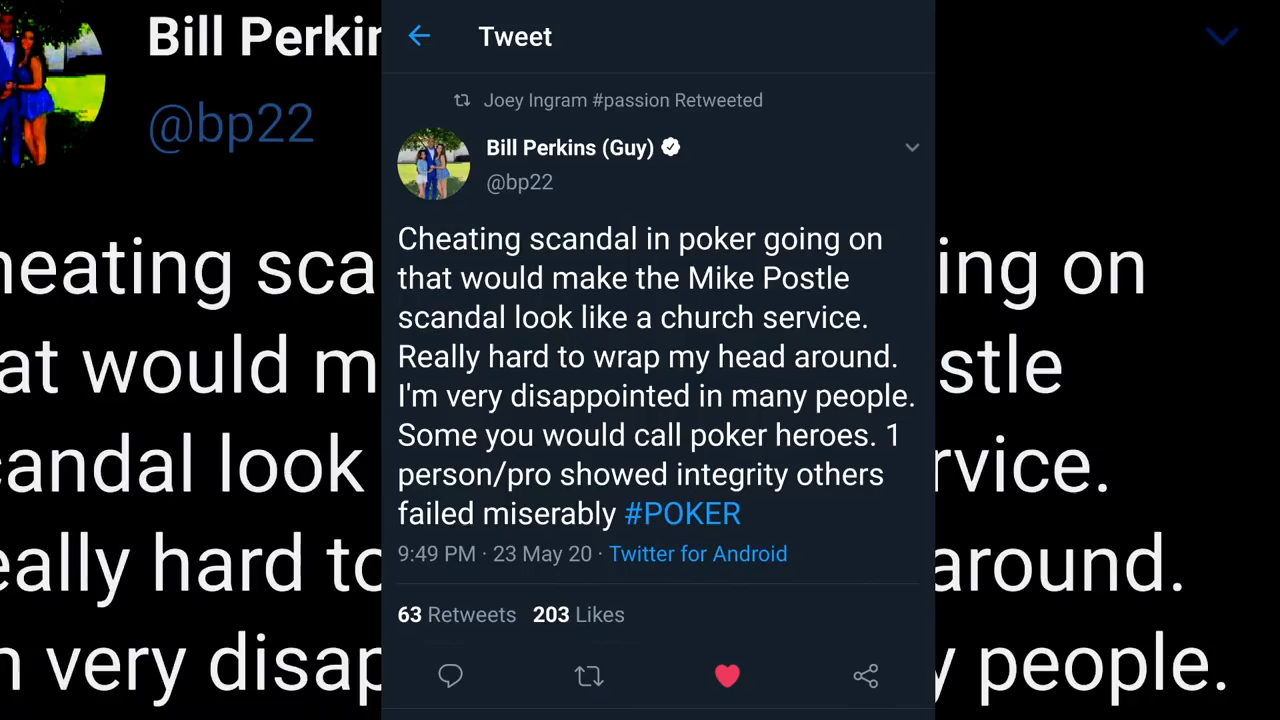 Tweet
Joey Ingram #passion Retweeted
Bill Perkins (Guy)
@bp22
Cheating scandal in poker going on
that would make the Mike Postle
scandal look like a church service.
Really hard to wrap my head around.
I'm very disappointed in many people.
Some you would call poker heroes. 1
person/pro showed integrity others
failed miserably #POKER
9:49 PM · 23 May 20 · Twitter for Android
63 Retweets 203 Likes
Bill Perkin
@bp22
heating sca
ing on
at would m
stle
candal look
rvice.
eally hard to
around.
very disap
y people.